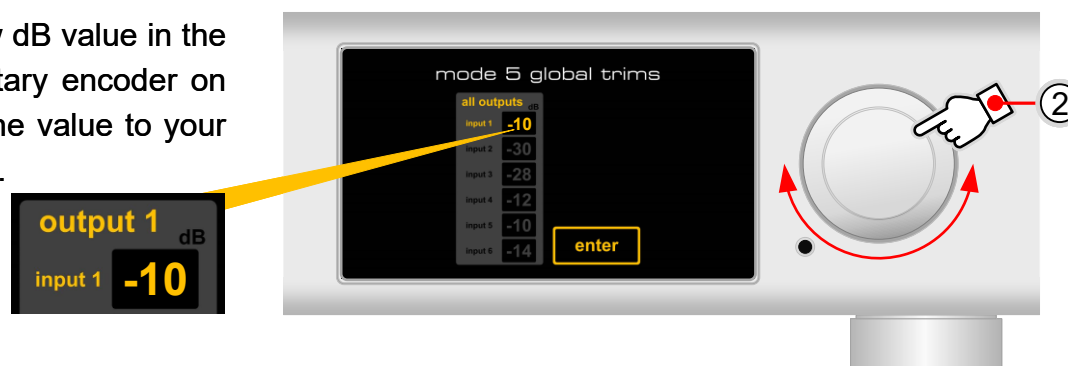 dB value in the
encoder on
value to your
output 1
dB
input 1
-10
mode 5 global trims
all outputs
dB
input 1
-10
input 2
-30
input 3
-28
input 4
-12
input 5
-10
input 6
-14
enter
2